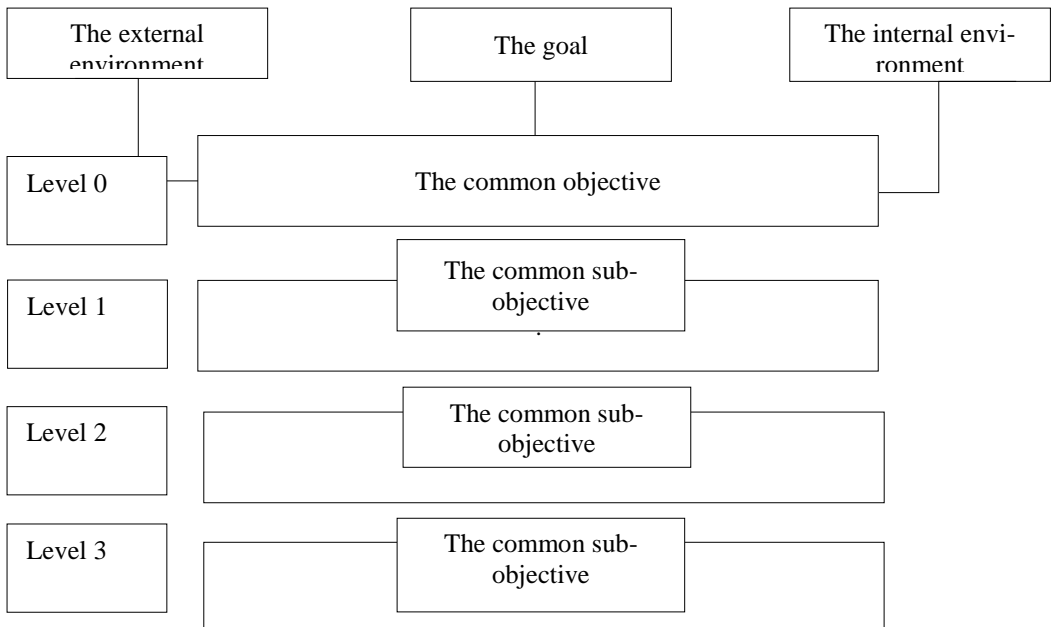 The external
environment
The goal
The internal envi-
ronment
Level 0
The common objective
Level 1
The common sub-
objective
.
Level 2
The common sub-
objective
Level 3
The common sub-
objective